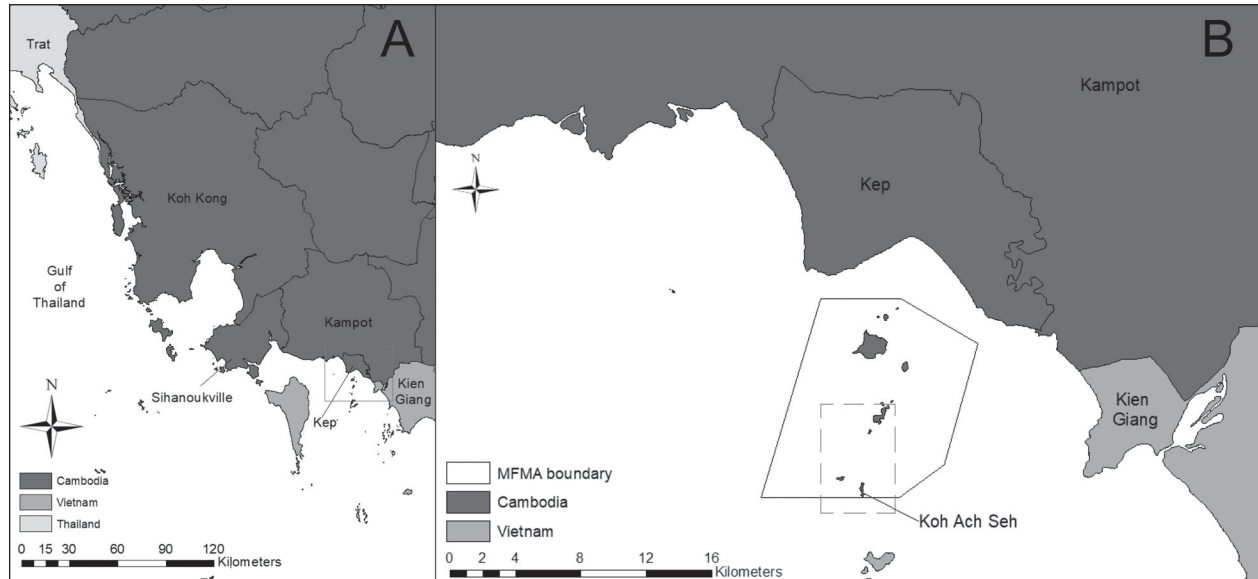 A
Trat
Koh Kong
Gulf
of
Thailand
Kampot
Sihanoukville
Kep
Kien
Giang
N
Cambodia
Vietnam
Thailand
0 15 30 60 90 120
Kilometers
B
Kampot
N
Kep
Kien
Giang
MFMA boundary
Cambodia
Vietnam
Koh Ach Seh
0 2 4 8 12 16
Kilometers